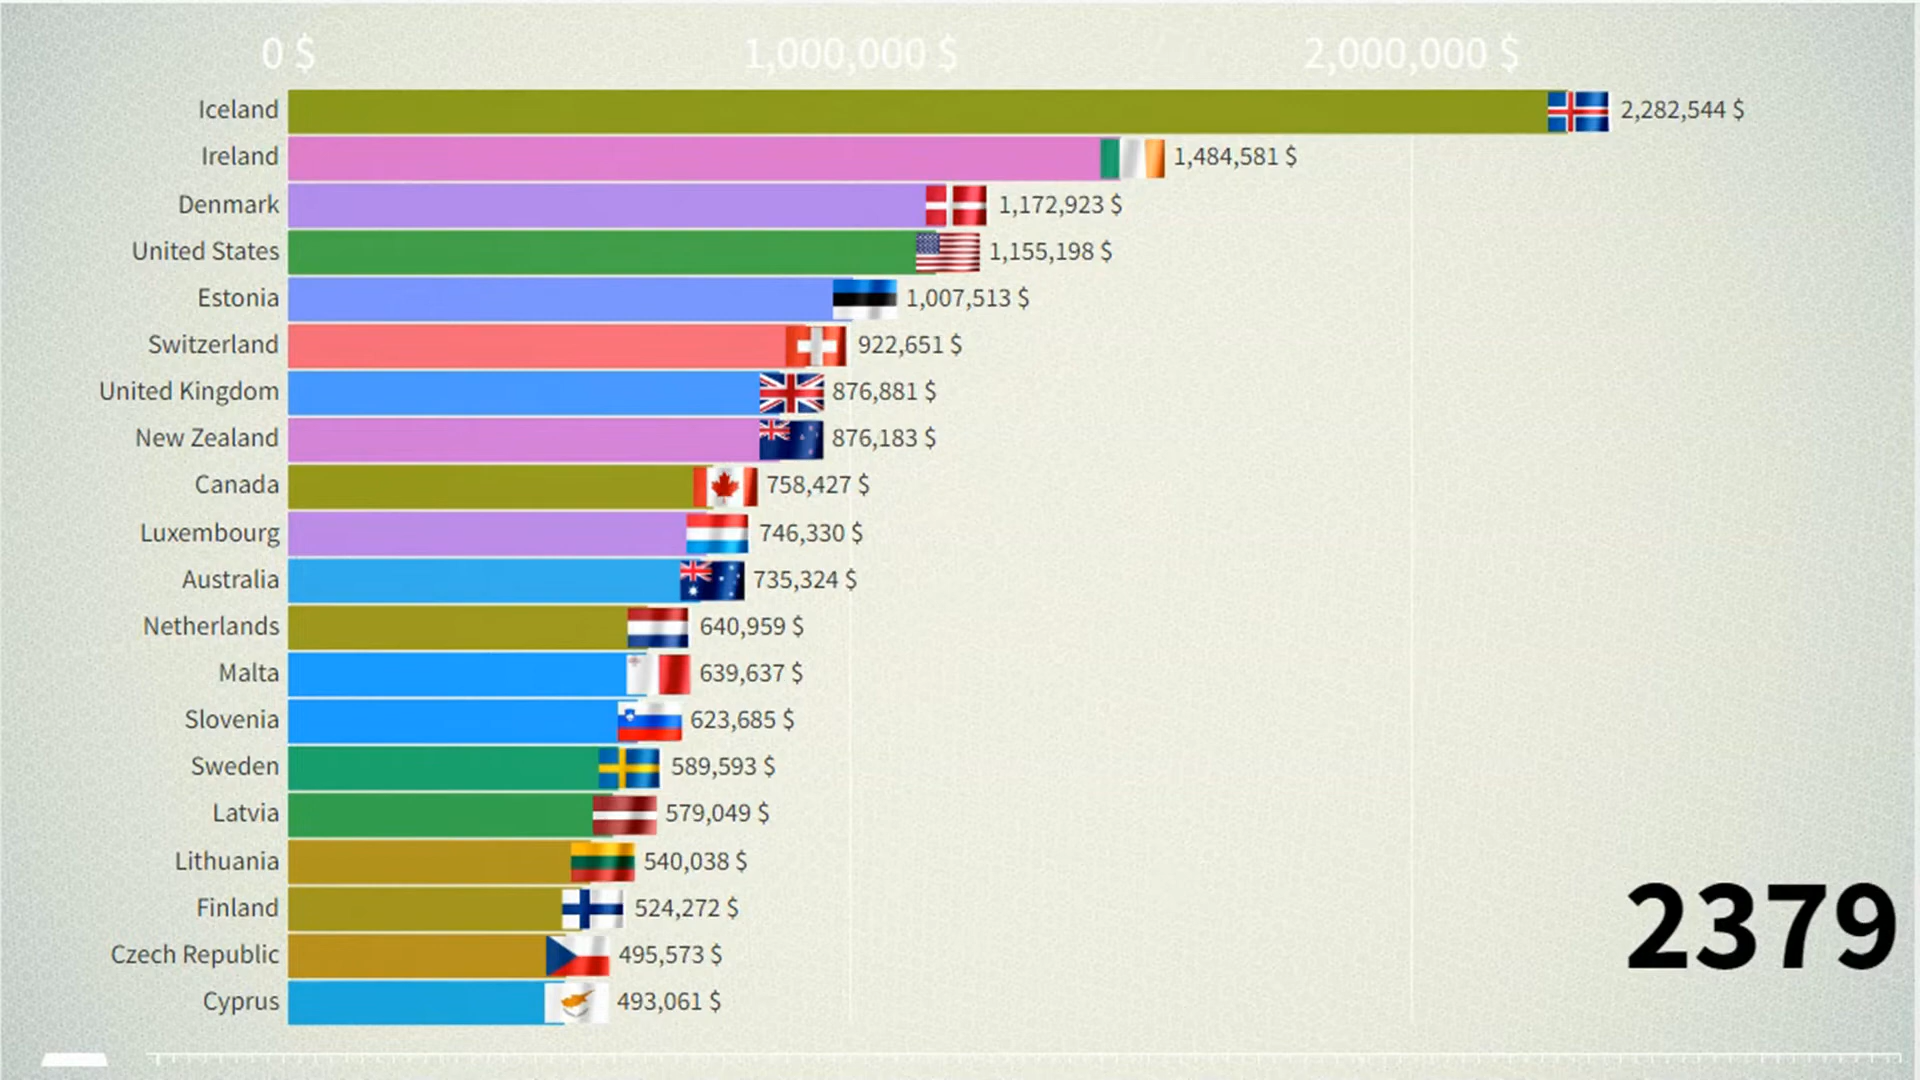 0 $ 1,000,000 $ 2,000,000 $
Iceland 2,282,544 $
Ireland 1,484,581 $
Denmark 1,172,923 $
United States 1,155,198 $
Estonia 1,007,513 $
Switzerland 922,651 $
United Kingdom 876,881 $
New Zealand 876,183 $
Canada 758,427 $
Luxembourg 746,330 $
Australia 735,324 $
Netherlands 640,959 $
Malta 639,637 $
Slovenia 623,685 $
Sweden 589,593 $
Latvia 579,049 $
Lithuania 540,038 $
Finland 524,272 $
Czech Republic 495,573 $
Cyprus 493,061 $
2379